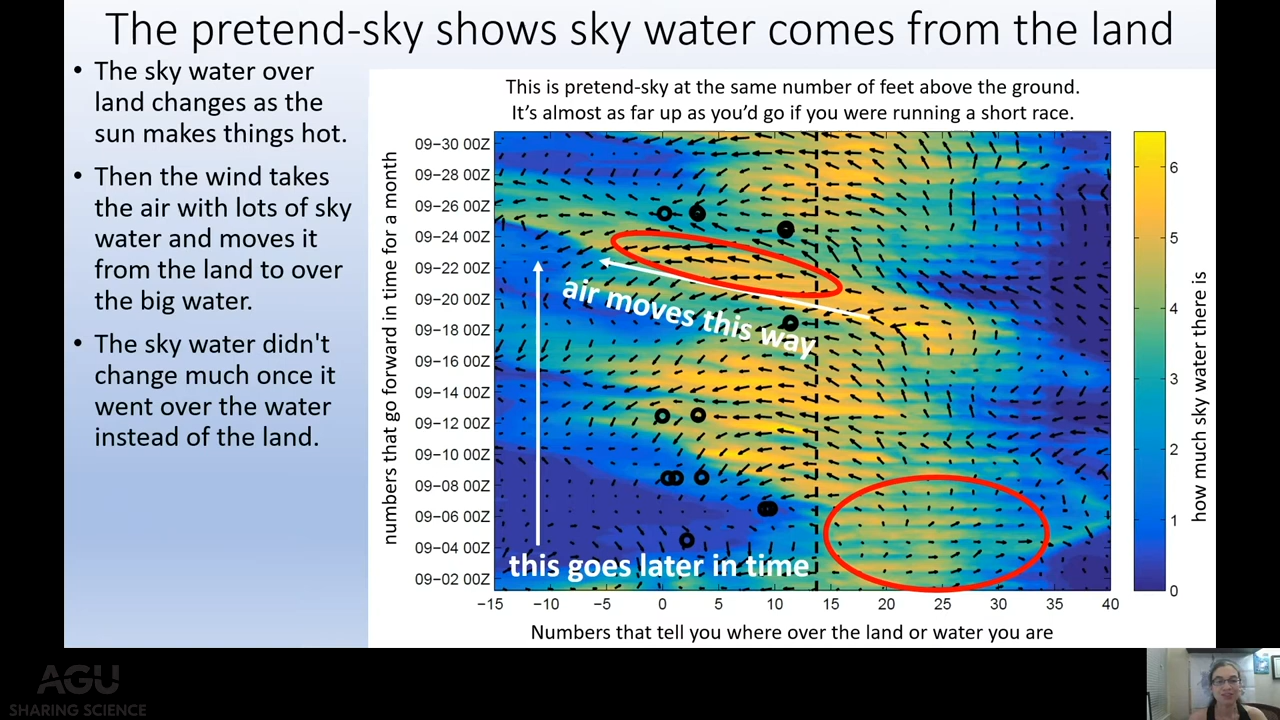 The pretend-sky shows sky water comes from the land
• The sky water over
land changes as the
sun makes things hot.
• Then the wind takes
the air with lots of sky
water and moves it
from the land to over
the big water.
• The sky water didn't
change much once it
went over the water
instead of the land.
This is pretend-sky at the same number of feet above the ground.
It's almost as far up as you'd go if you were running a short race.
numbers that go forward in time for a month
09−30 00Z
09−28 00Z
09−26 00Z
09−24 00Z
09−22 00Z
09−20 00Z
09−18 00Z
09−16 00Z
09−14 00Z
09−12 00Z
09−10 00Z
09−08 00Z
09−06 00Z
09−04 00Z
09−02 00Z
air moves this way
this goes later in time
−15 −10 −5 0 5 10 15 20 25 30 35 40
Numbers that tell you where over the land or water you are
6
5
4
3
2
1
0
how much sky water there is
AGU
SHARING SCIENCE